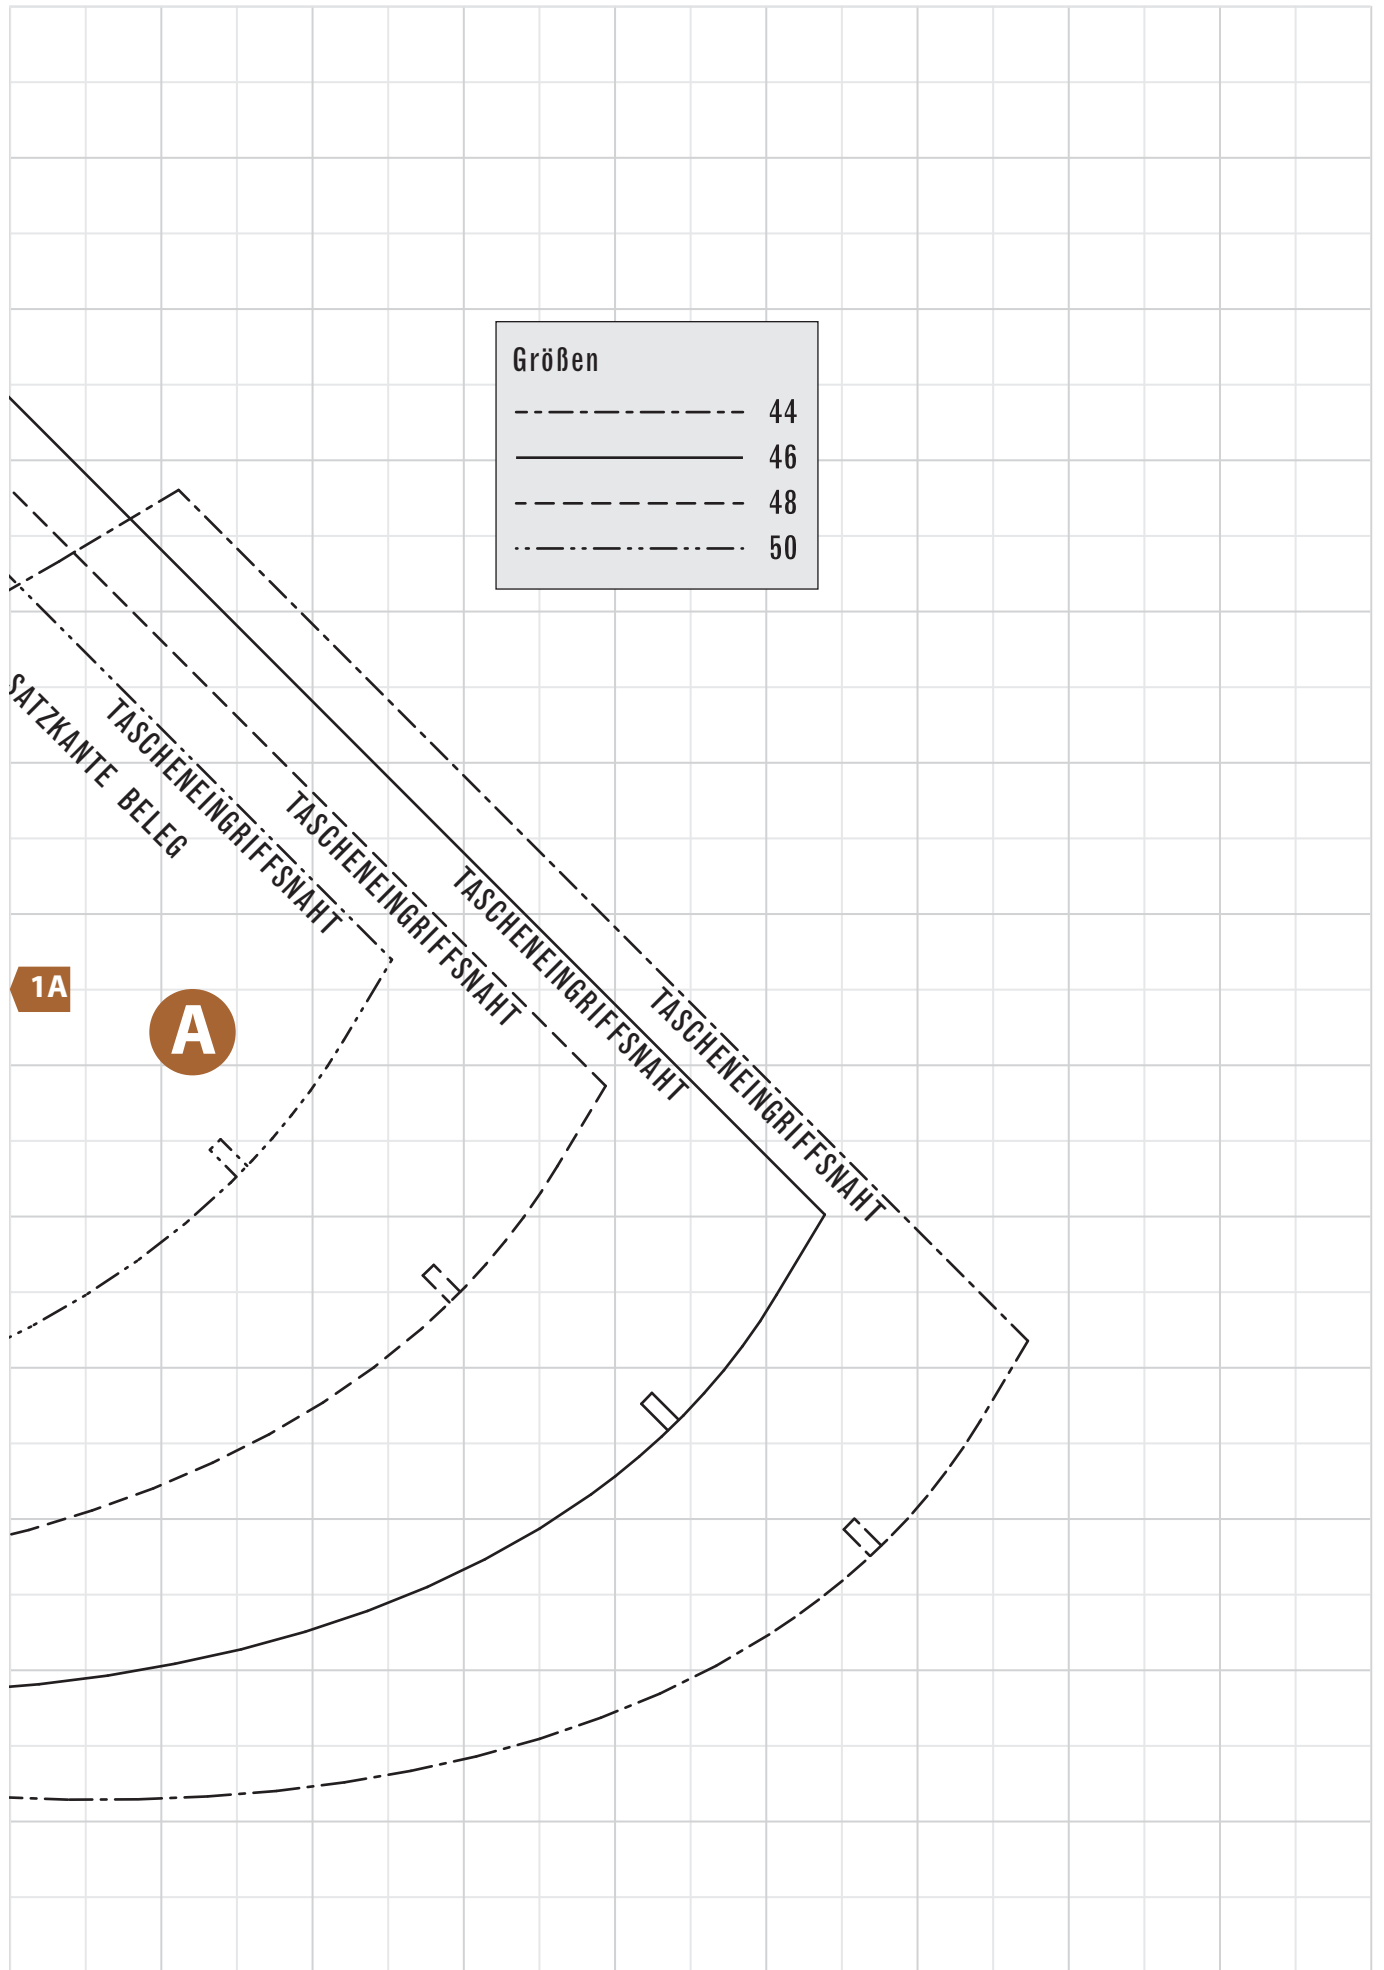 Größen
44
46
48
50
SATZKANTE BELEG
TASCHENEINGRIFFSNAHT
TASCHENEINGRIFFSNAHT
TASCHENEINGRIFFSNAHT
TASCHENEINGRIFFSNAHT
1A
A